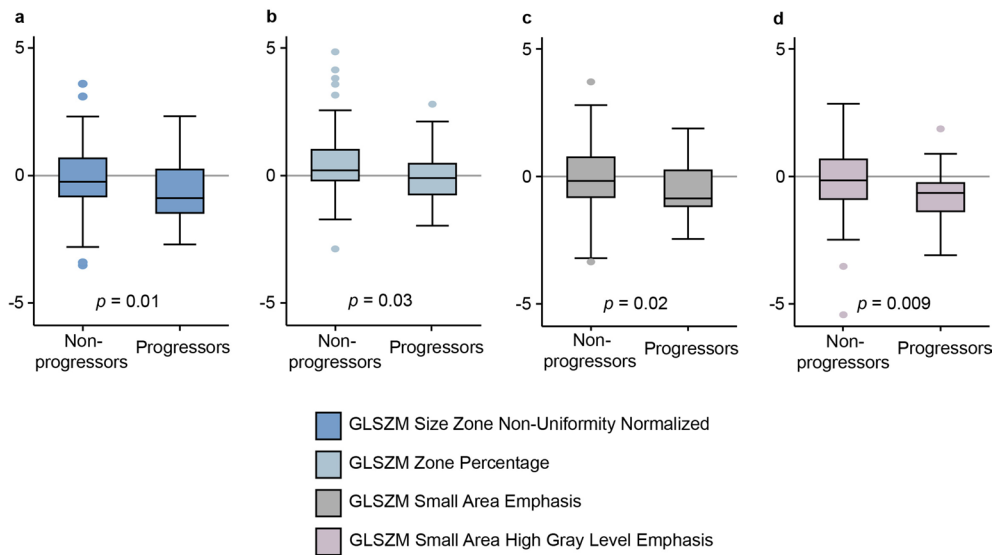 a
5
0
-5
p = 0.01
Non-
progressors
Progressors
b
5
0
-5
p = 0.03
Non-
progressors
Progressors
c
5
0
-5
p = 0.02
Non-
progressors
Progressors
d
5
0
-5
p = 0.009
Non-
progressors
Progressors
GLSZM Size Zone Non-Uniformity Normalized
GLSZM Zone Percentage
GLSZM Small Area Emphasis
GLSZM Small Area High Gray Level Emphasis